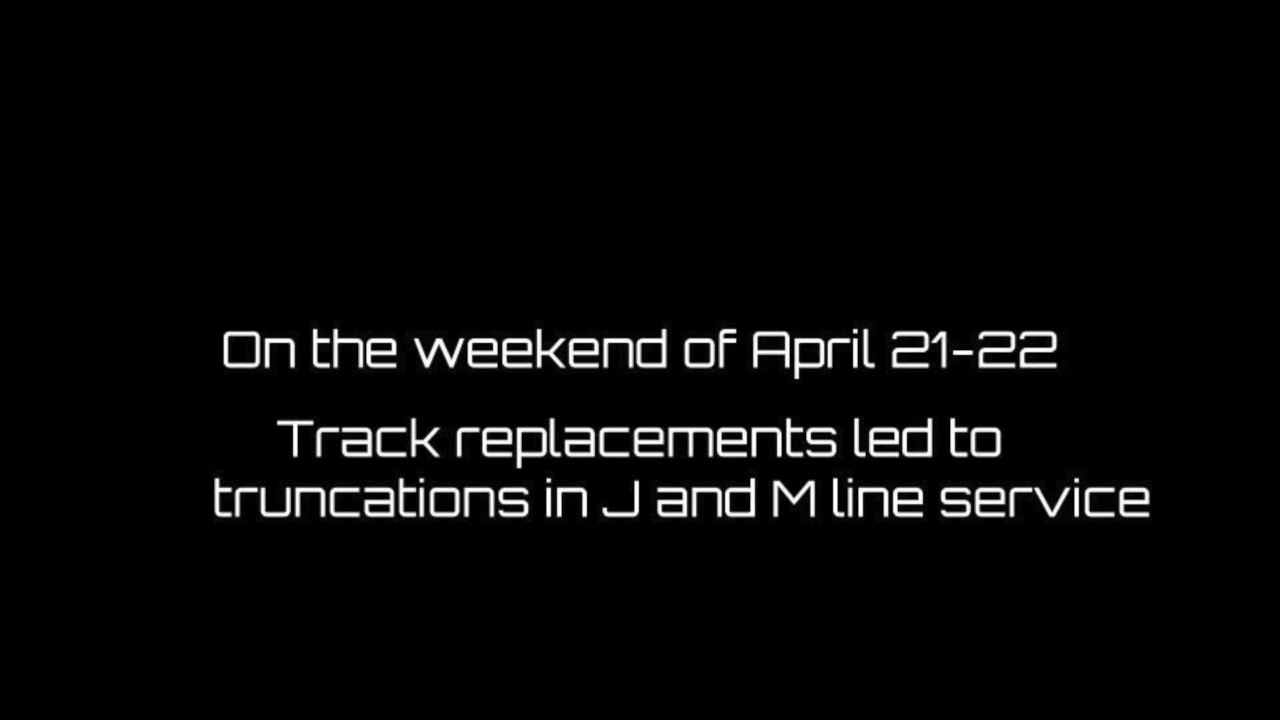 On the weekend of April 21-22
Track replacements led to
truncations in J and M line service